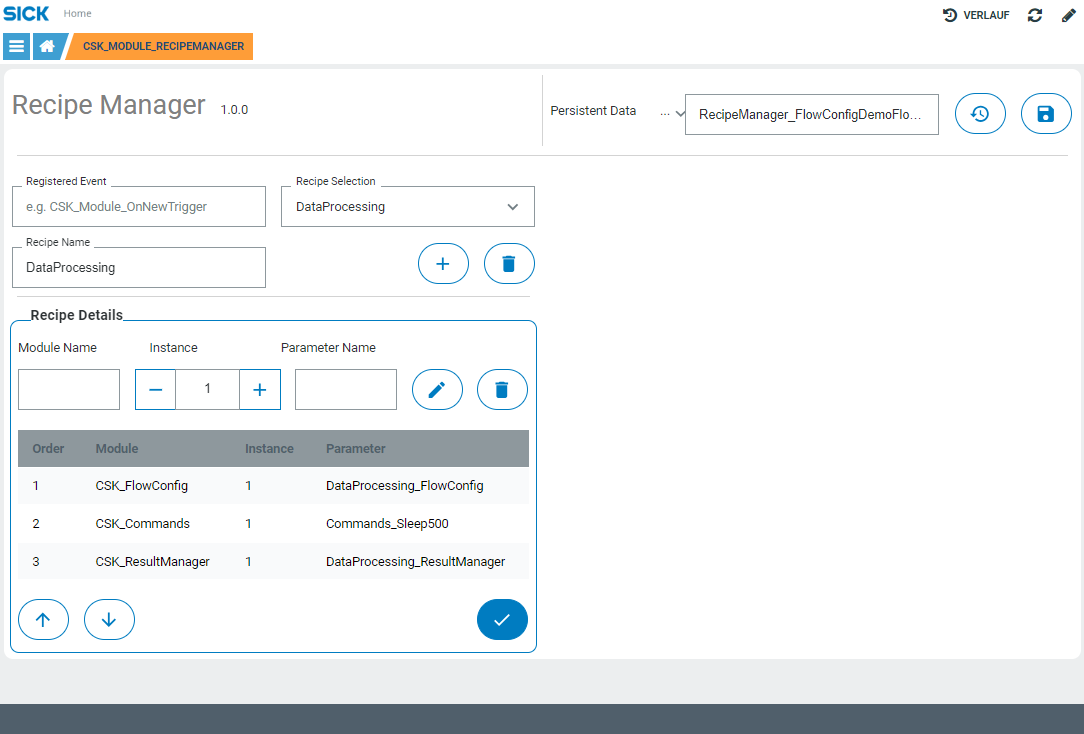 SICK Home VERLAUF
CSK_MODULE_RECIPEMANAGER
Recipe Manager 1.0.0
Persistent Data ... RecipeManager_FlowConfigDemoFlo...
Registered Event Recipe Selection
e.g. CSK_Module_OnNewTrigger DataProcessing
Recipe Name
DataProcessing
Recipe Details
Module Name Instance Parameter Name
1
Order Module Instance Parameter
1 CSK_FlowConfig 1 DataProcessing_FlowConfig
2 CSK_Commands 1 Commands_Sleep500
3 CSK_ResultManager 1 DataProcessing_ResultManager